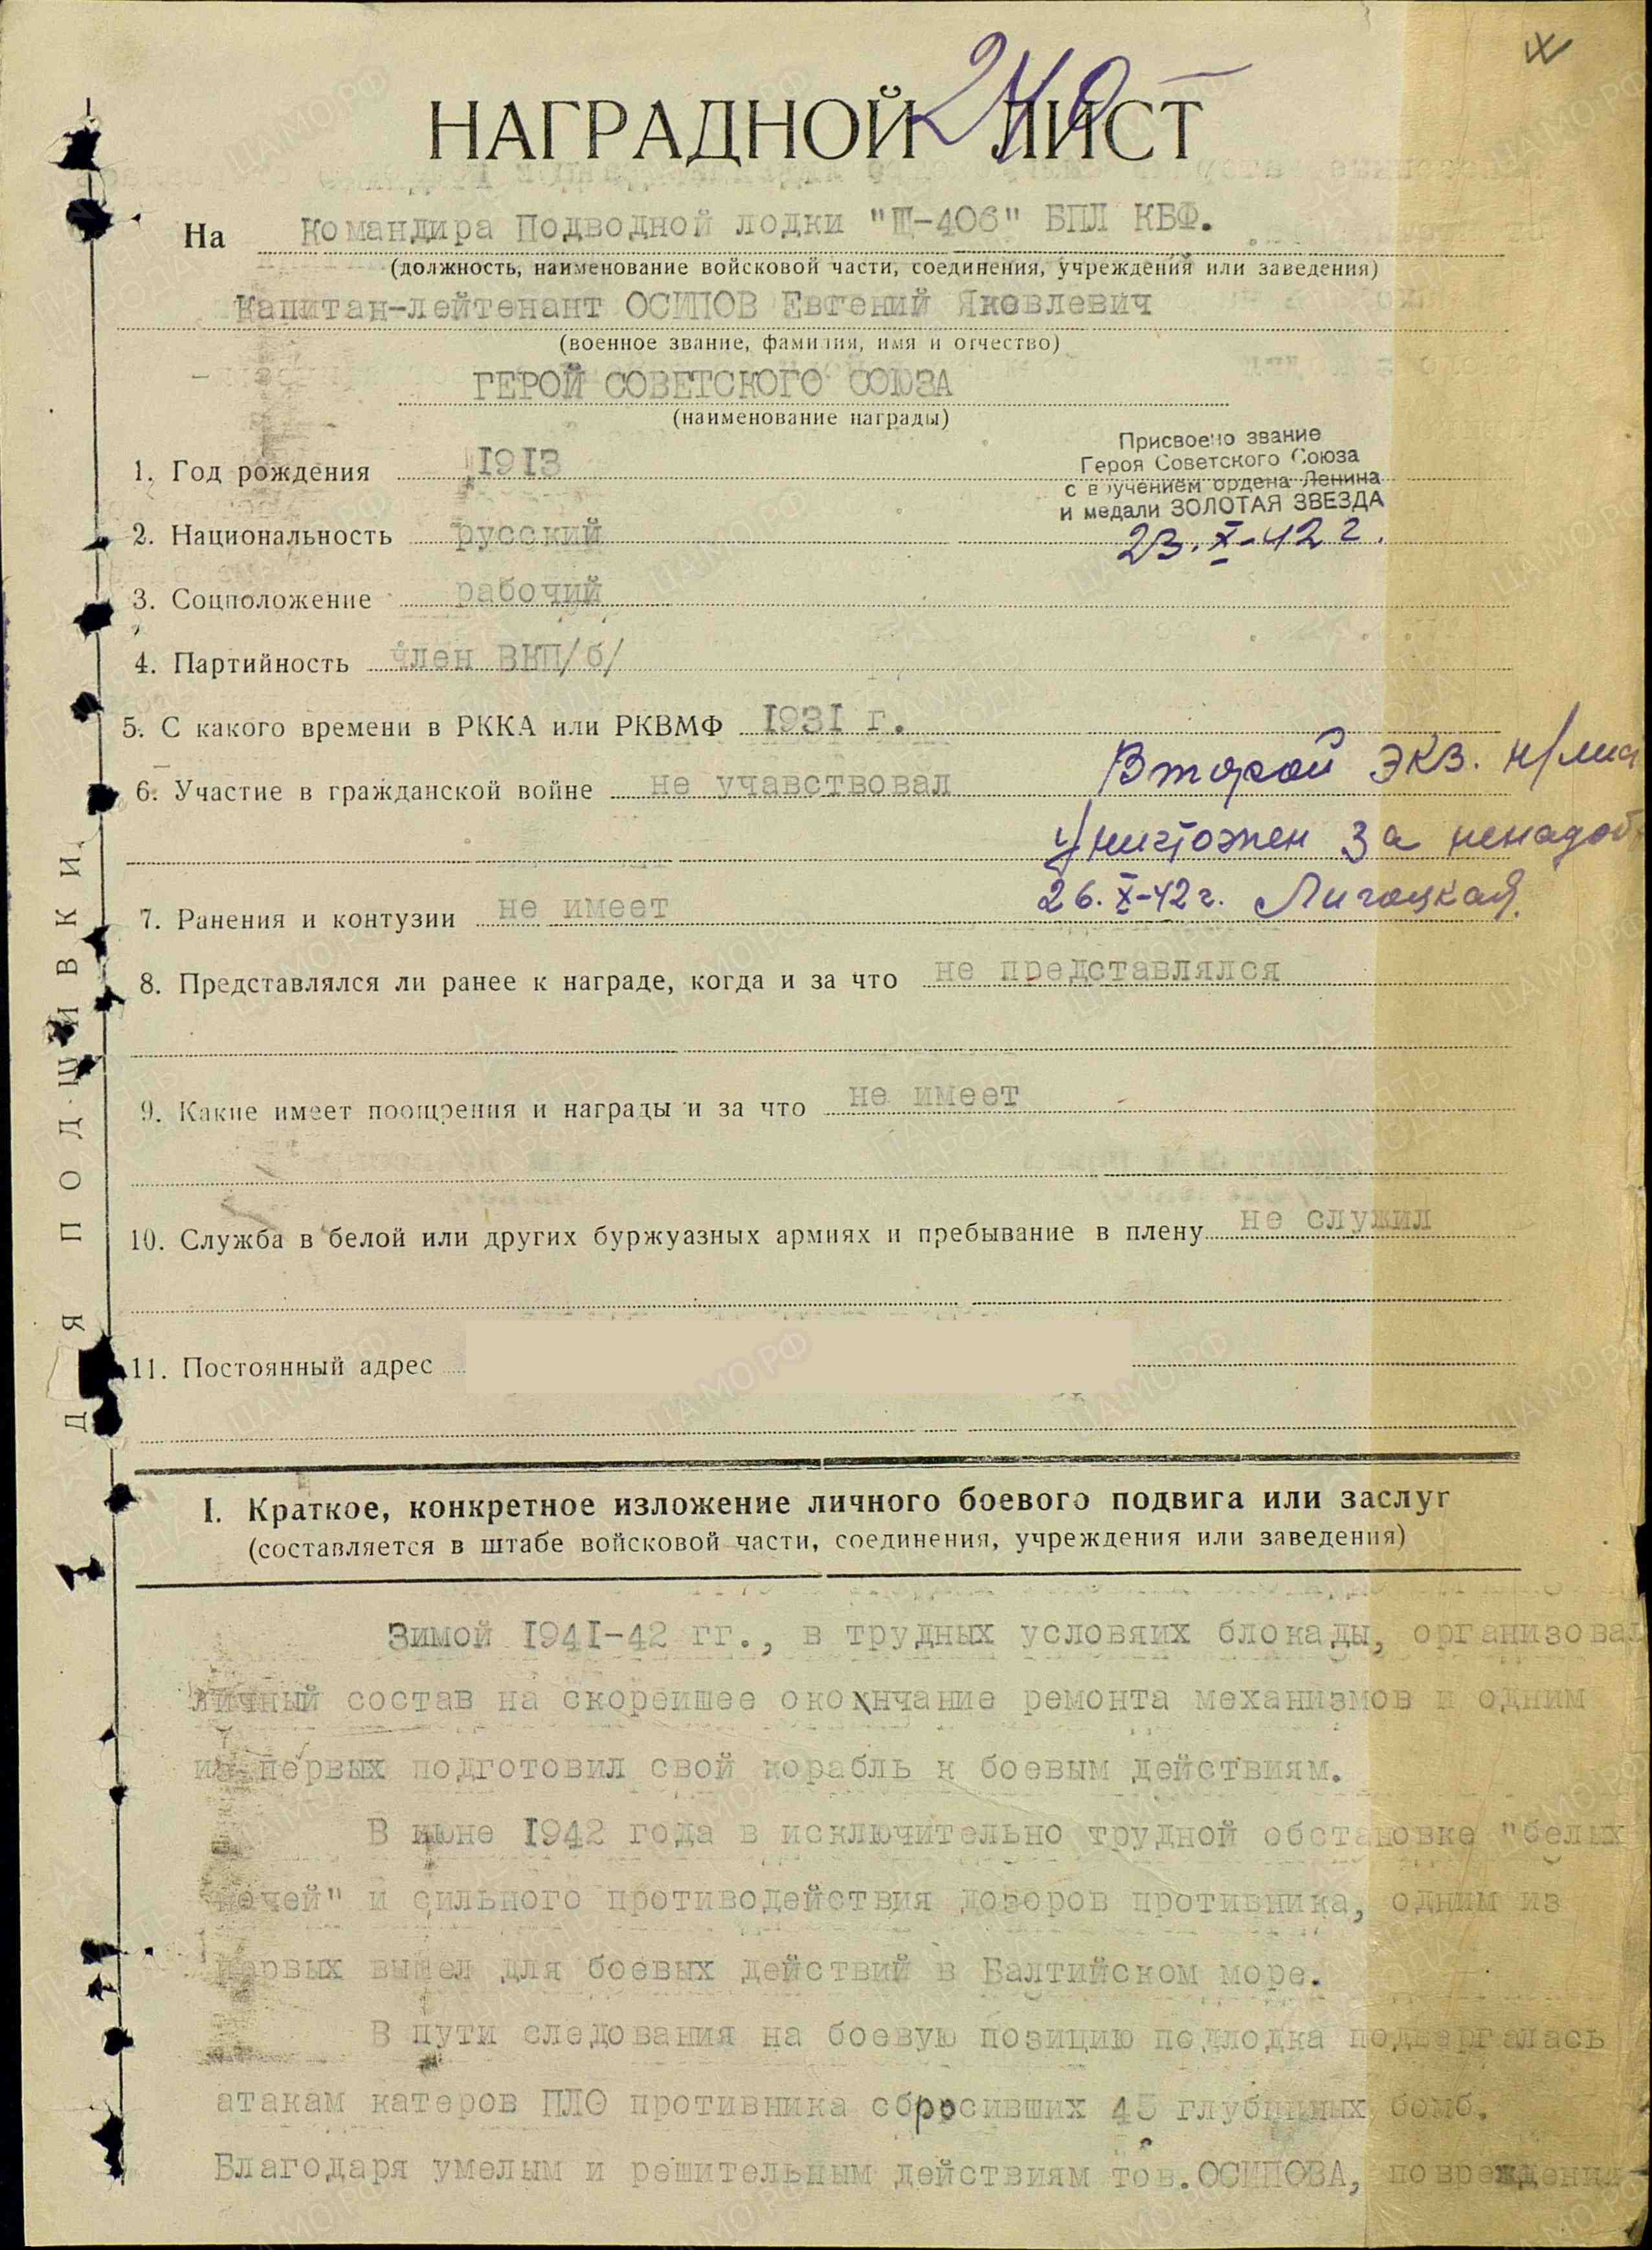 240
НАГРАДНОЙ ЛИСТ
На Командира Подводной лодки "Щ-406" БПЛ КБФ.
(должность, наименование войсковой части, соединения, учреждения или заведения)
Капитан-лейтенант ОСИПОВ Евгений Яковлевич
(военное звание, фамилия, имя и отчество)
ГЕРОЙ СОВЕТСКОГО СОЮЗА
(наименование награды)
Присвоено звание
Героя Советского Союза
с вручением ордена Ленина
и медали ЗОЛОТАЯ ЗВЕЗДА
23.X-42 г.
1. Год рождения 1913
2. Национальность русский
3. Соцположение рабочий
4. Партийность член ВКП/б/
5. С какого времени в РККА или РКВМФ 1931 г.
6. Участие в гражданской войне не учавствовал
Второй экз. н/лис
уничтожен за ненадоб
26.X-42 г.
7. Ранения и контузии не имеет
8. Представлялся ли ранее к награде, когда и за что не представлялся
9. Какие имеет поощрения и награды и за что не имеет
10. Служба в белой или других буржуазных армиях и пребывание в плену не служил
11. Постоянный адрес
ДЛЯ ПОДШИВКИ
I. Краткое, конкретное изложение личного боевого подвига или заслуг
(составляется в штабе войсковой части, соединения, учреждения или заведения)
Зимой 1941-42 гг., в трудных условяих блокады, организовал
личный состав на скорейшее окончание ремонта механизмов и одним
из первых подготовил свой корабль к боевым действиям.
В июне 1942 года в исключительно трудной обстановке "белых
ночей" и сильного противодействия дозоров противника, одним из
первых вышел для боевых действий в Балтийском море.
В пути следования на боевую позицию подлодка подвергалась
атакам катеров ПЛО противника сбросивших 45 глубинных бомб.
Благодаря умелым и решительным действиям тов.ОСИПОВА, повреждения